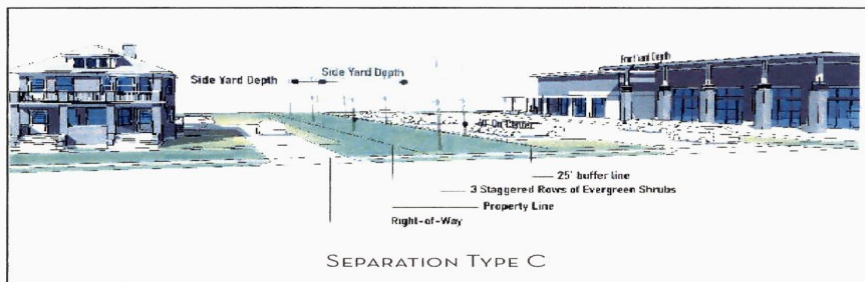 Front Yard Depth
Side Yard Depth Side Yard Depth
On Center
25' buffer line
3 Staggered Rows of Evergreen Shrubs
Property Line
Right-of-Way
SEPARATION TYPE C